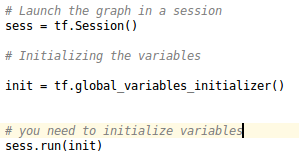 # Launch the graph in a session
sess = tf.Session()
# Initializing the variables
init = tf.global_variables_initializer()
# you need to initialize variables
sess.run(init)